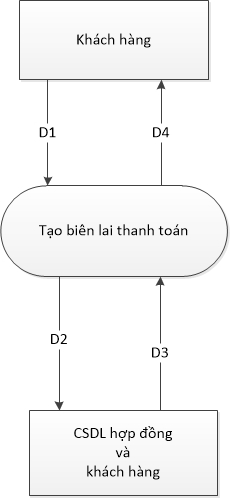 Khách hàng
D1
D4
Tạo biên lai thanh toán
D2
D3
CSDL hợp đồng
và
khách hàng